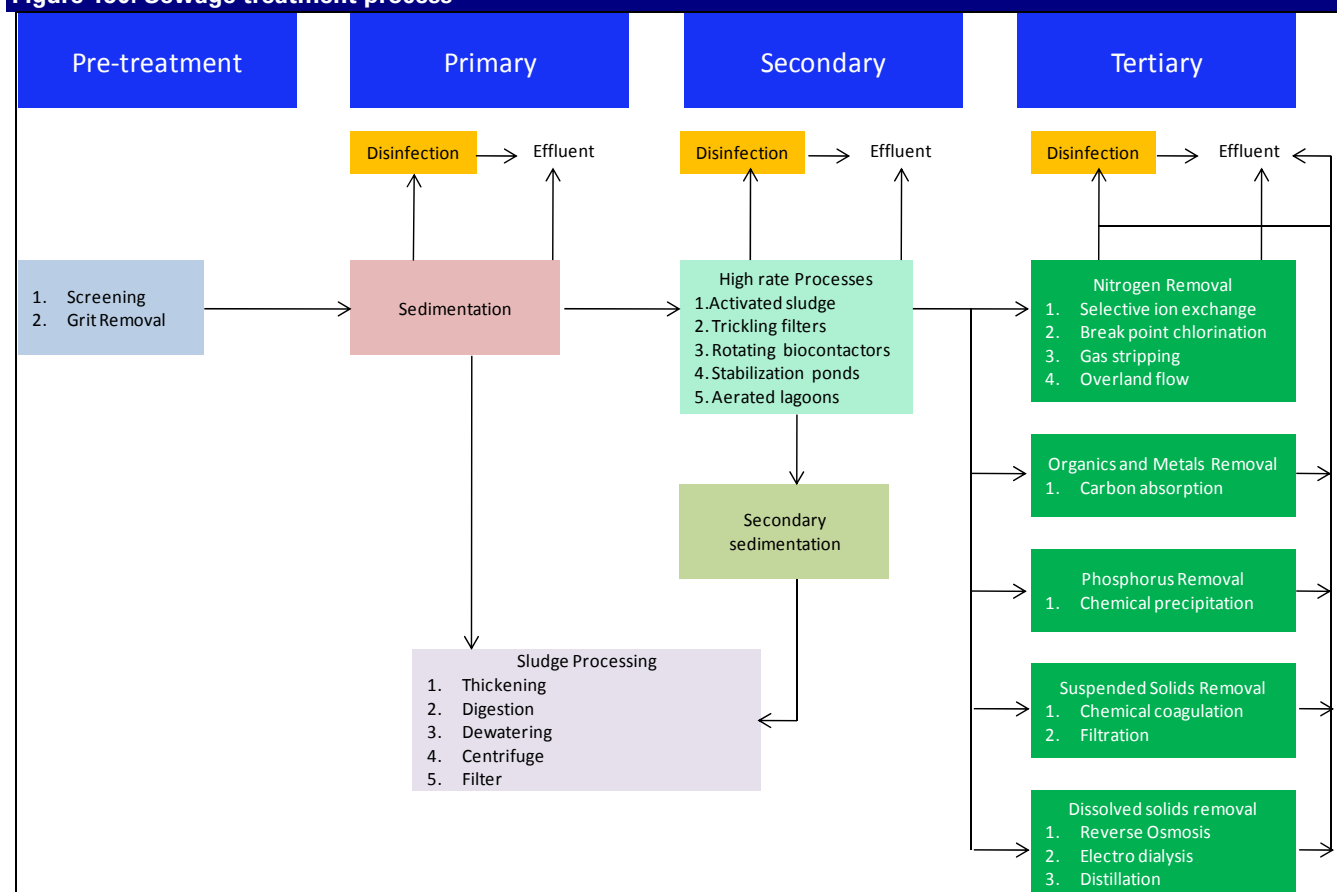 Pre-treatment
Primary
Secondary
Tertiary
Disinfection
Effluent
Disinfection
Effluent
Disinfection
Effluent
1. Screening
2. Grit Removal
Sedimentation
High rate Processes
1.Activated sludge
2.Trickling filters
3.Rotating biocontactors
4.Stabilization ponds
5.Aerated lagoons
Nitrogen Removal
1. Selective ion exchange
2. Break point chlorination
3. Gas stripping
4. Overland flow
Organics and Metals Removal
1. Carbon absorption
Secondary
sedimentation
Phosphorus Removal
1. Chemical precipitation
Sludge Processing
1. Thickening
2. Digestion
3. Dewatering
4. Centrifuge
5. Filter
Suspended Solids Removal
1. Chemical coagulation
2. Filtration
Dissolved solids removal
1. Reverse Osmosis
2. Electro dialysis
3. Distillation